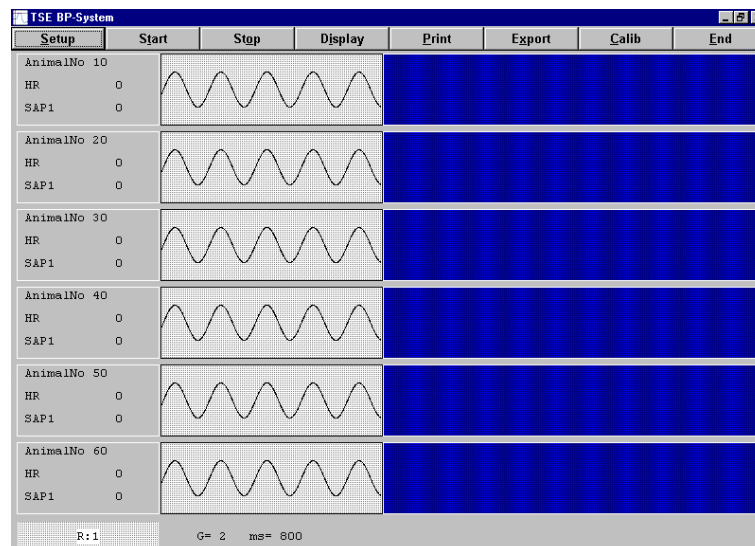 TSE BP-System
Setup Start Stop Display Print Export Calib End
AnimalNo 10
HR 0
SAP1 0
AnimalNo 20
HR 0
SAP1 0
AnimalNo 30
HR 0
SAP1 0
AnimalNo 40
HR 0
SAP1 0
AnimalNo 50
HR 0
SAP1 0
AnimalNo 60
HR 0
SAP1 0
R:1 G= 2 ms= 800